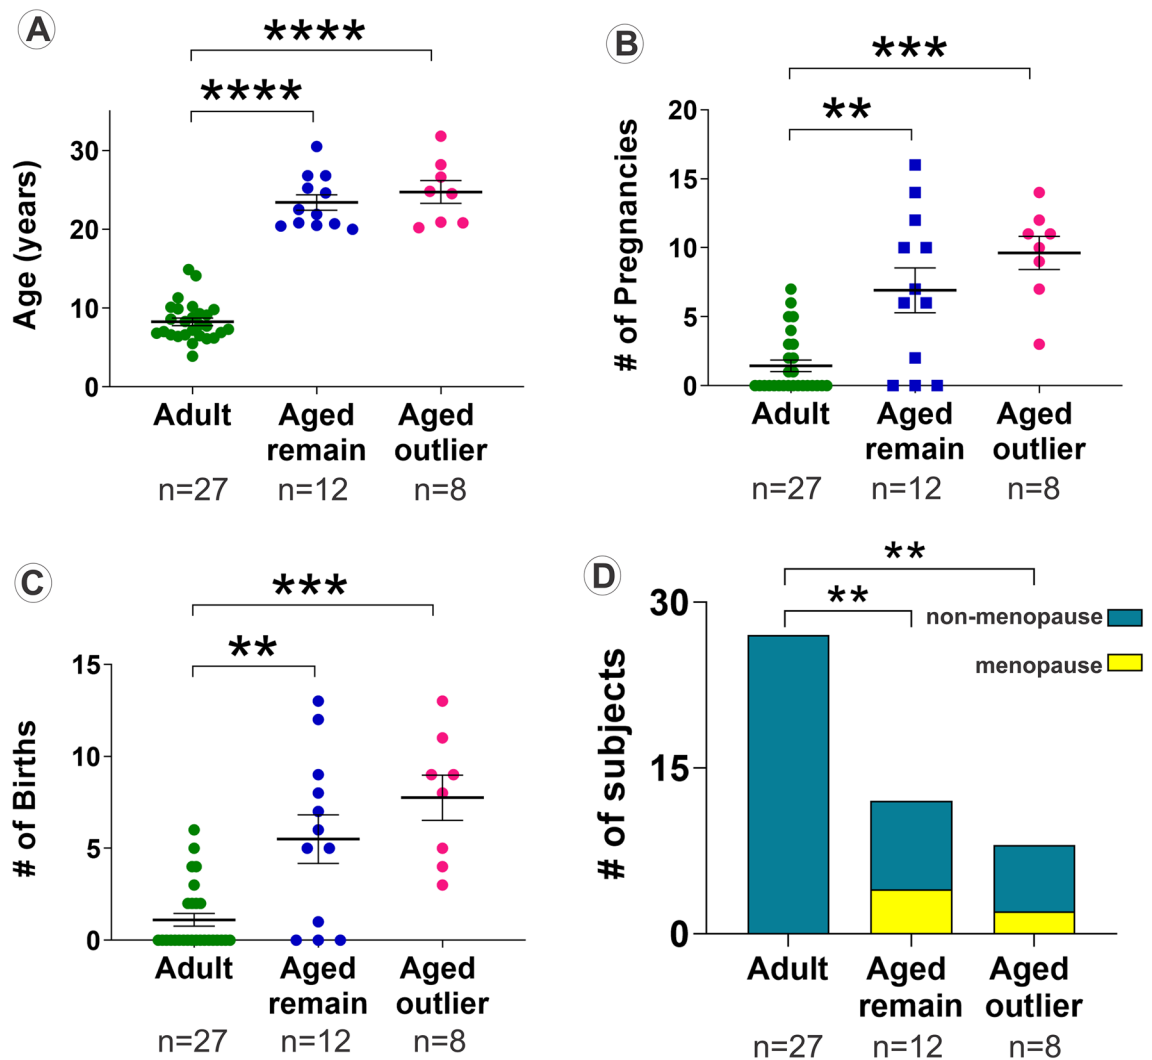 A
****
****
Age (years)
30
20
10
0
Adult
Aged
remain
Aged
outlier
n=27
n=12
n=8
B
***
**
# of Pregnancies
20
15
10
5
0
Adult
Aged
remain
Aged
outlier
n=27
n=12
n=8
C
***
**
# of Births
15
10
5
0
Adult
Aged
remain
Aged
outlier
n=27
n=12
n=8
D
**
**
# of subjects
30
15
0
non-menopause
menopause
Adult
Aged
remain
Aged
outlier
n=27
n=12
n=8